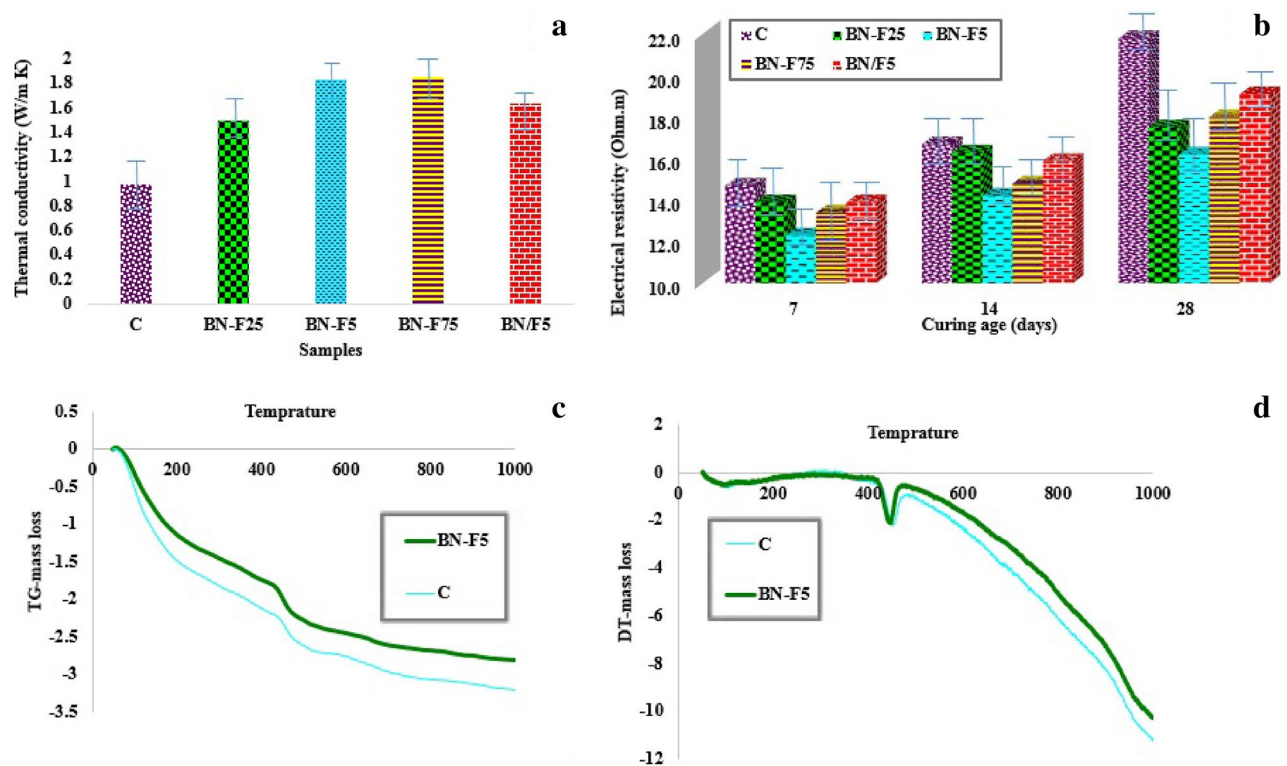 a
Thermal conductivity (W/m K)
2
1.8
1.6
1.4
1.2
1
0.8
0.6
0.4
0.2
0
C BN-F25 BN-F5 BN-F75 BN/F5
Samples
b
Electrical resistivity (Ohm.m)
22.0
20.0
18.0
16.0
14.0
12.0
10.0
C BN-F25 BN-F5
BN-F75 BN/F5
7 14 28
Curing age (days)
c
Temprature
TG-mass loss
0.5
0
-0.5
-1
-1.5
-2
-2.5
-3
-3.5
0 200 400 600 800 1000
BN-F5
C
d
Temprature
DT-mass loss
2
0
-2
-4
-6
-8
-10
-12
0 200 400 600 800 1000
C
BN-F5